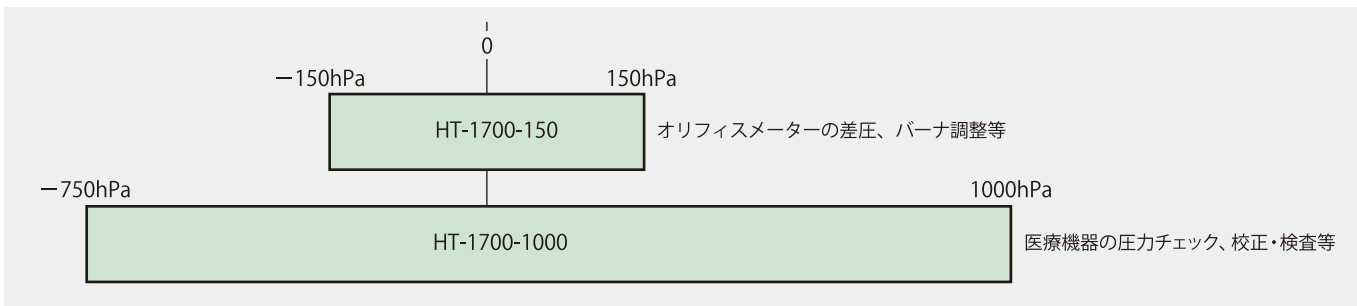 0
−150hPa 150hPa
HT-1700-150 オリフィスメーターの差圧、バーナ調整等
−750hPa 1000hPa
HT-1700-1000 医療機器の圧力チェック、校正・検査等